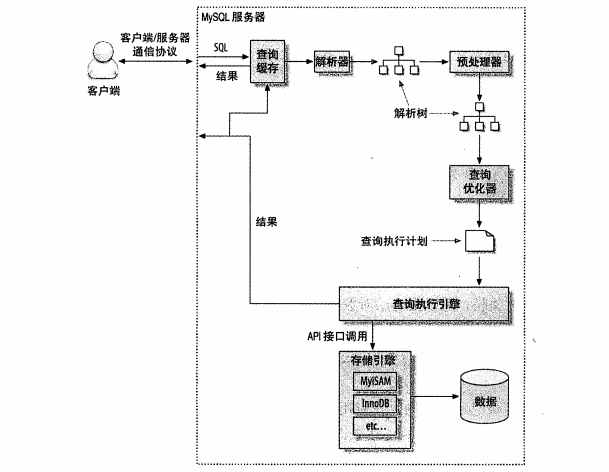 MySQL 服务器
客户端/服务器
通信协议
SQL
结果
查询
缓存
解析器
预处理器
客户端
解析树
查询
优化器
结果
查询执行计划
查询执行引擎
API 接口调用
存储引擎
MyISAM
InnoDB
etc...
数据